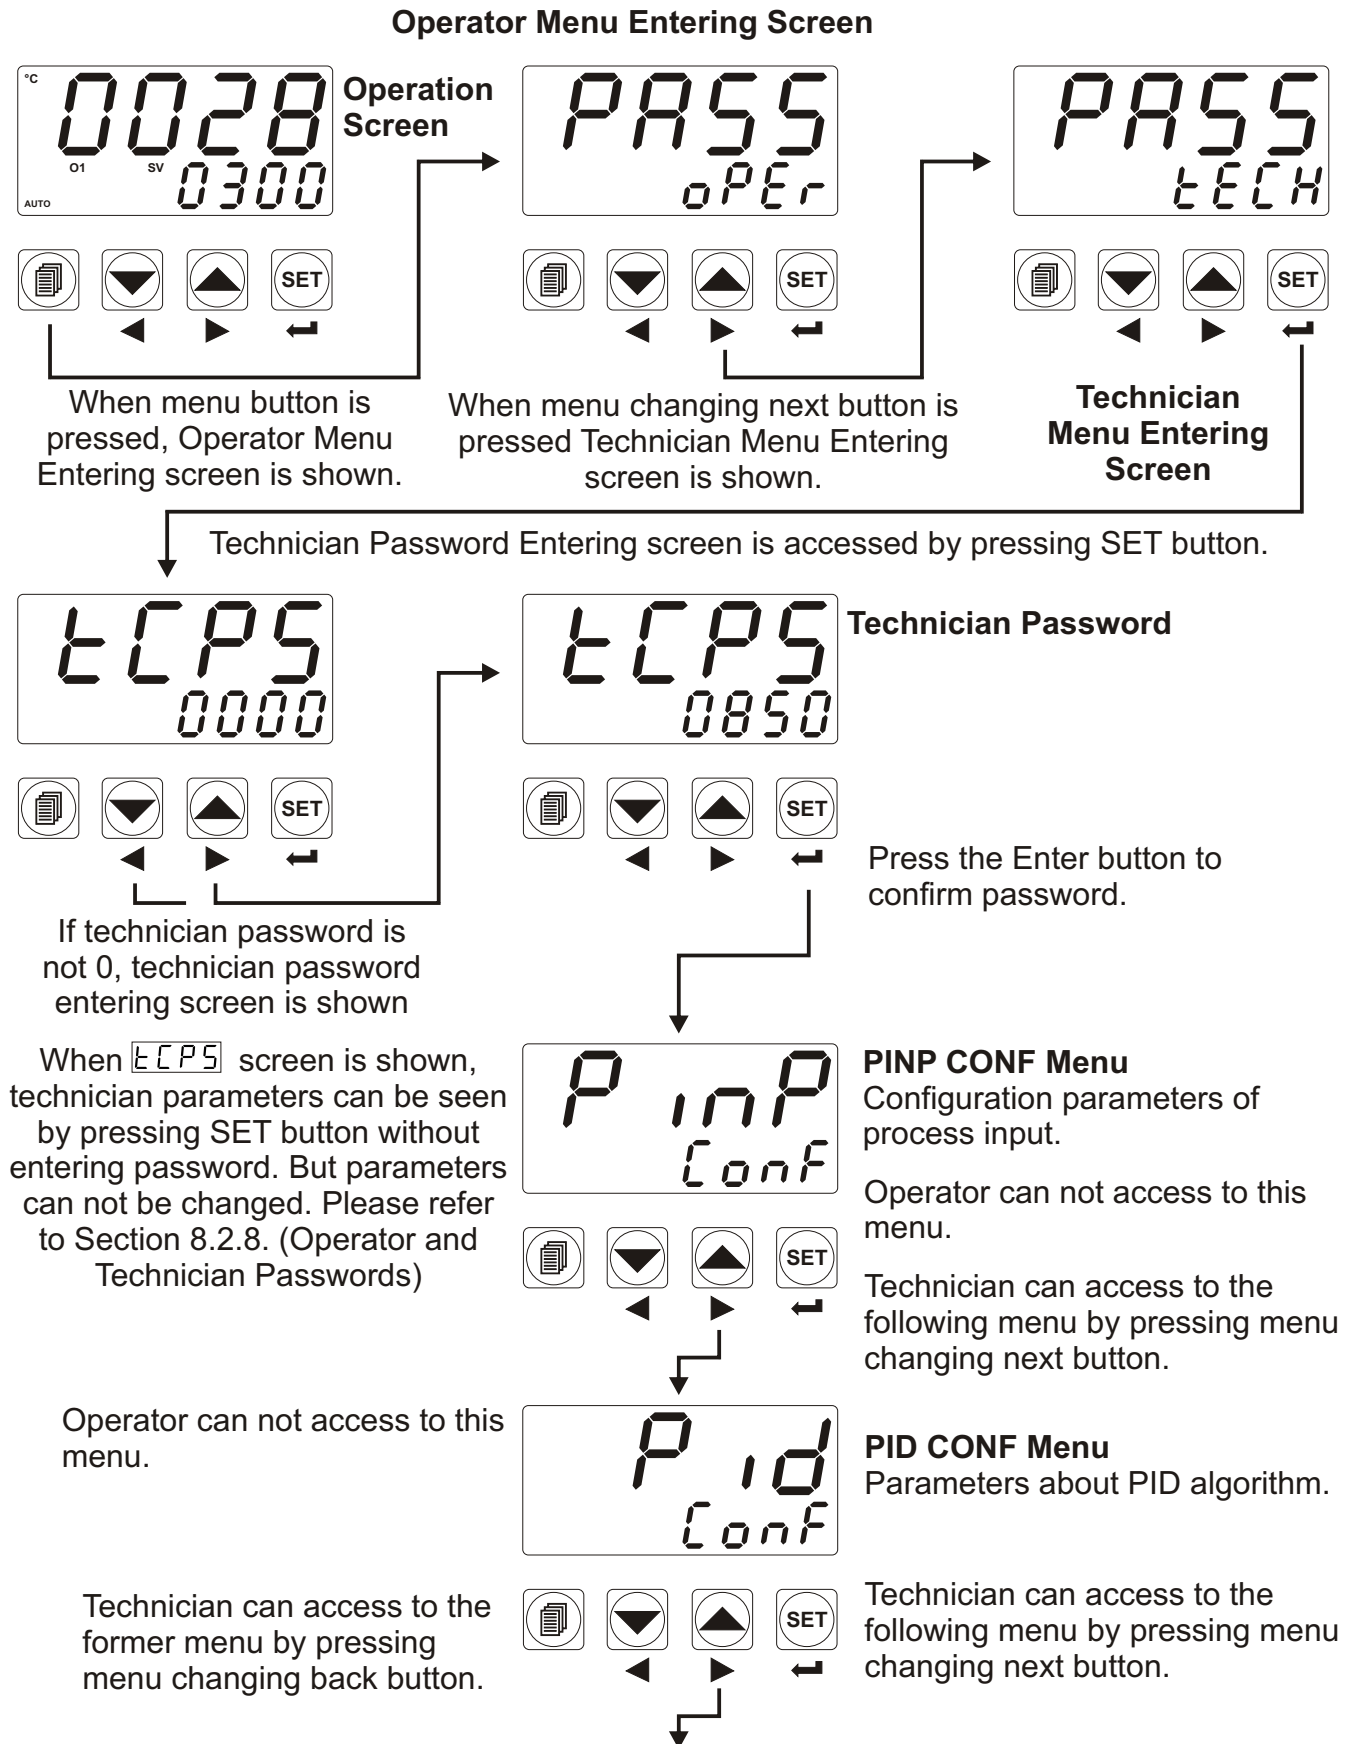 Operator Menu Entering Screen
°C
0028
O1
SV
0300
AUTO
Operation
Screen
PASS
oPEr
PASS
tECH
SET
SET
SET
When menu button is
pressed, Operator Menu
Entering screen is shown.
When menu changing next button is
pressed Technician Menu Entering
screen is shown.
Technician
Menu Entering
Screen
Technician Password Entering screen is accessed by pressing SET button.
tCPS
0000
tCPS
0850
Technician Password
SET
SET
Press the Enter button to
confirm password.
If technician password is
not 0, technician password
entering screen is shown
When tCPS screen is shown,
technician parameters can be seen
by pressing SET button without
entering password. But parameters
can not be changed. Please refer
to Section 8.2.8. (Operator and
Technician Passwords)
PinP
ConF
SET
PINP CONF Menu
Configuration parameters of
process input.
Operator can not access to this
menu.
Technician can access to the
following menu by pressing menu
changing next button.
Operator can not access to this
menu.
Pid
ConF
PID CONF Menu
Parameters about PID algorithm.
Technician can access to the
former menu by pressing
menu changing back button.
SET
Technician can access to the
following menu by pressing menu
changing next button.